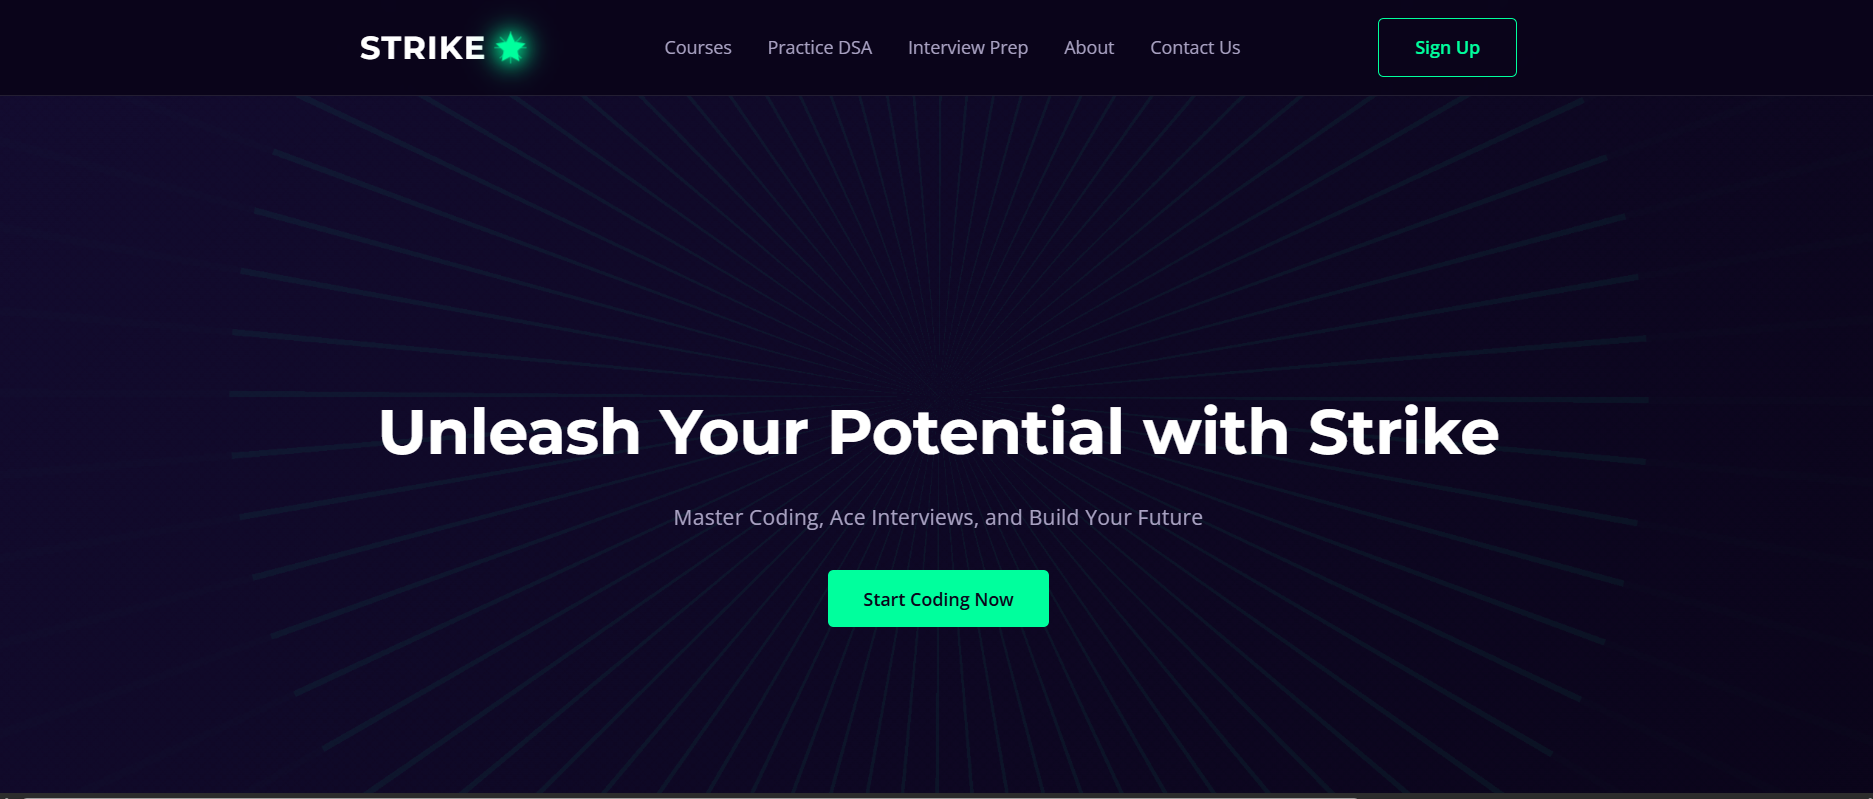 STRIKE
Courses Practice DSA Interview Prep About Contact Us
Sign Up
Unleash Your Potential with Strike
Master Coding, Ace Interviews, and Build Your Future
Start Coding Now